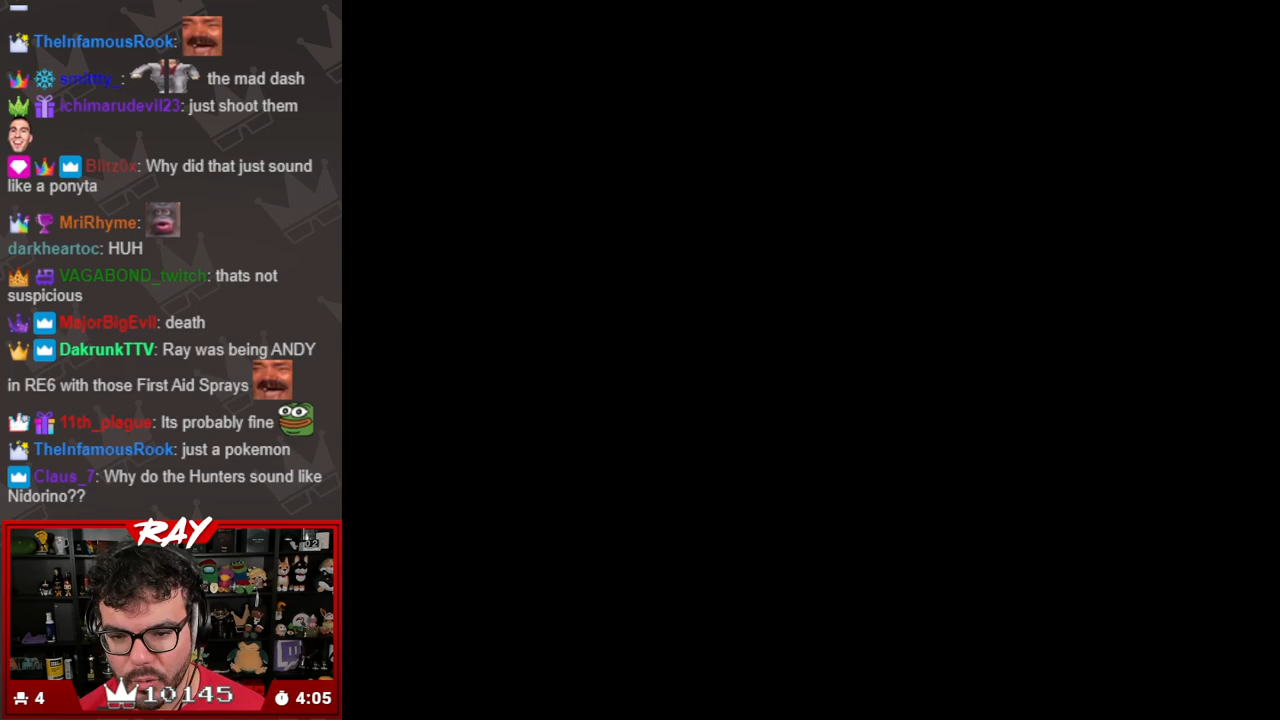 TheInfamousRook:
smittty_: the mad dash
ichimarudevil23: just shoot them
Blitz0x: Why did that just sound
like a ponyta
MriRhyme:
darkheartoc: HUH
VAGABOND_twitch: thats not
suspicious
MajorBigEvil: death
DakrunkTTV: Ray was being ANDY
in RE6 with those First Aid Sprays
11th_plague: Its probably fine
TheInfamousRook: just a pokemon
Claus_7: Why do the Hunters sound like
Nidorino??
RAY
4
10145
4:05